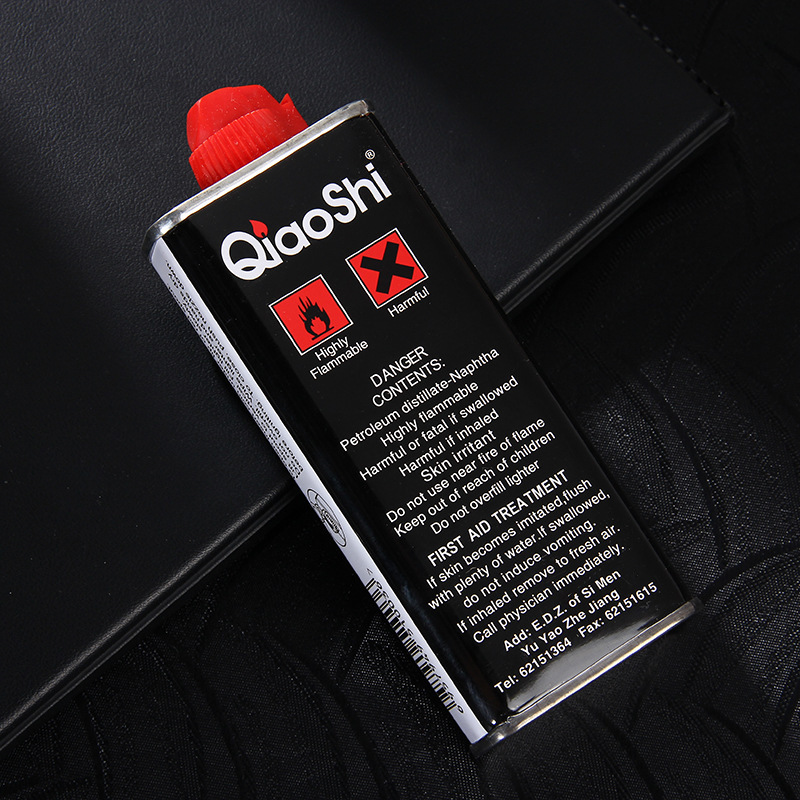 QiaoShi®
Highly
Flammable
Harmful
DANGER
CONTENTS:
Petroleum distillate-Naphtha
Highly flammable
Harmful or fatal if swallowed
Harmful if inhaled
Skin irritant
Do not use near fire of flame
Keep out of reach of children
Do not overfill lighter
FIRST AID TREATMENT
If skin becomes imitated,flush
with plenty of water.If swallowed,
do not induce vomiting.
If inhaled remove to fresh air.
Call physician immediately.
Add: E.D.Z. of Si Men
Yu Yao Zhe Jiang
Tel: 62151364 Fax: 62151615